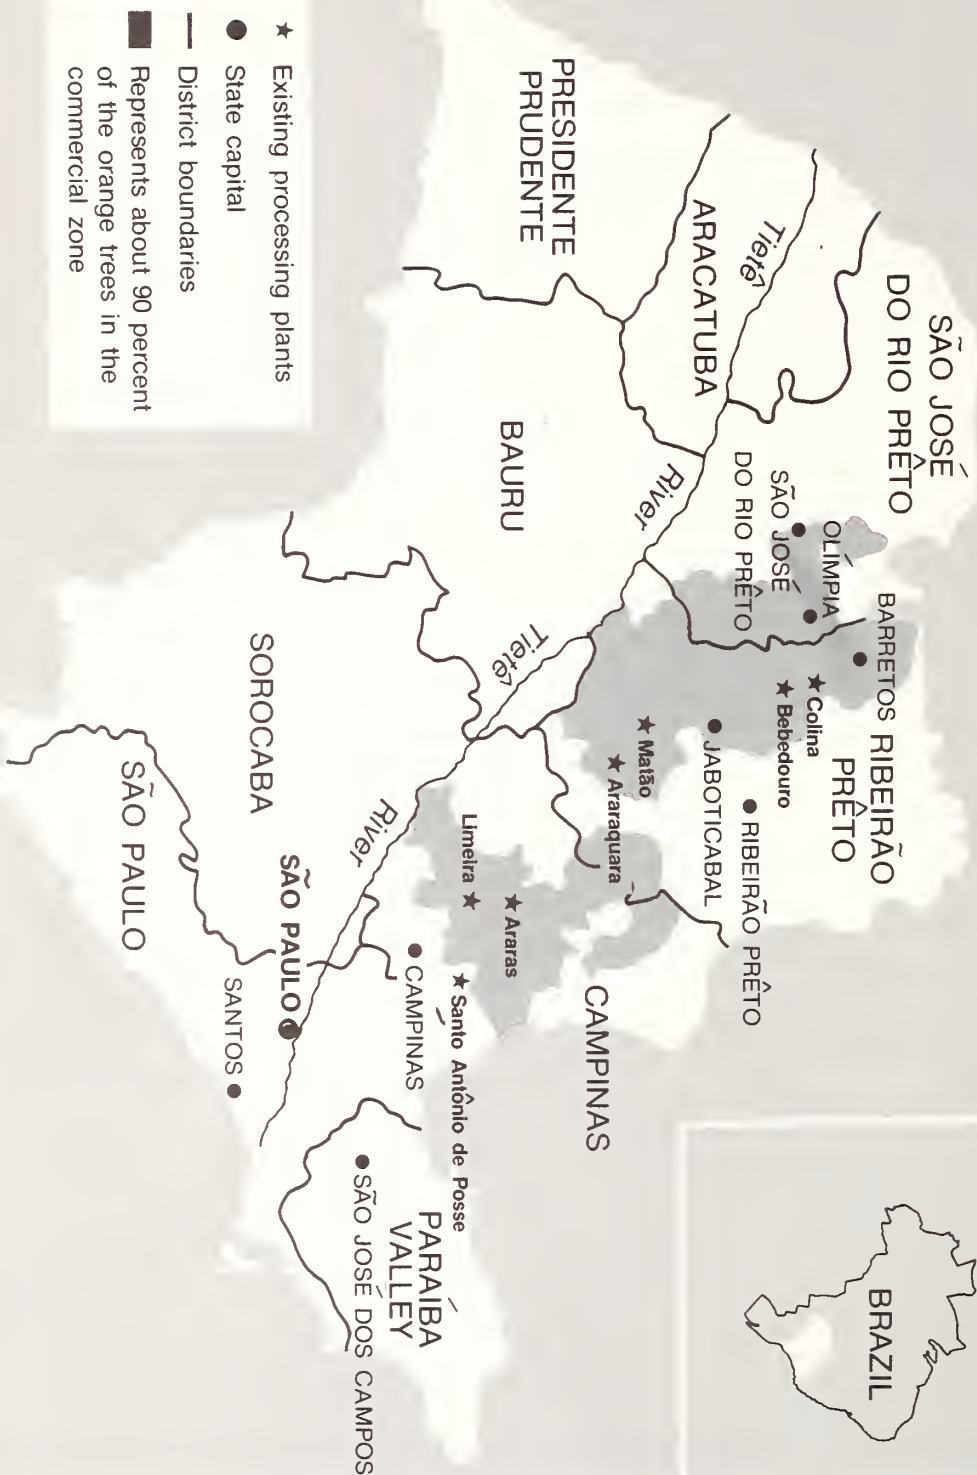 SÃO JOSÉ
DO RIO PRÊTO
BARRETOS
RIBEIRÃO
PRÊTO
OLÍMPIA
SÃO JOSÉ
DO RIO PRÊTO
Colina
Bebedouro
RIBEIRÃO PRÊTO
JABOTICABAL
Tietê
ARACATUBA
River
Matão
Araraquara
CAMPINAS
PRESIDENTE
PRUDENTE
BAURU
Tietê
Araras
Limeira
Santo Antônio de Posse
CAMPINAS
PARAÍBA
VALLEY
SÃO JOSÉ DOS CAMPOS
River
SOROCABA
SÃO PAULO
SANTOS
SÃO PAULO
BRAZIL
Existing processing plants
State capital
District boundaries
Represents about 90 percent
of the orange trees in the
commercial zone